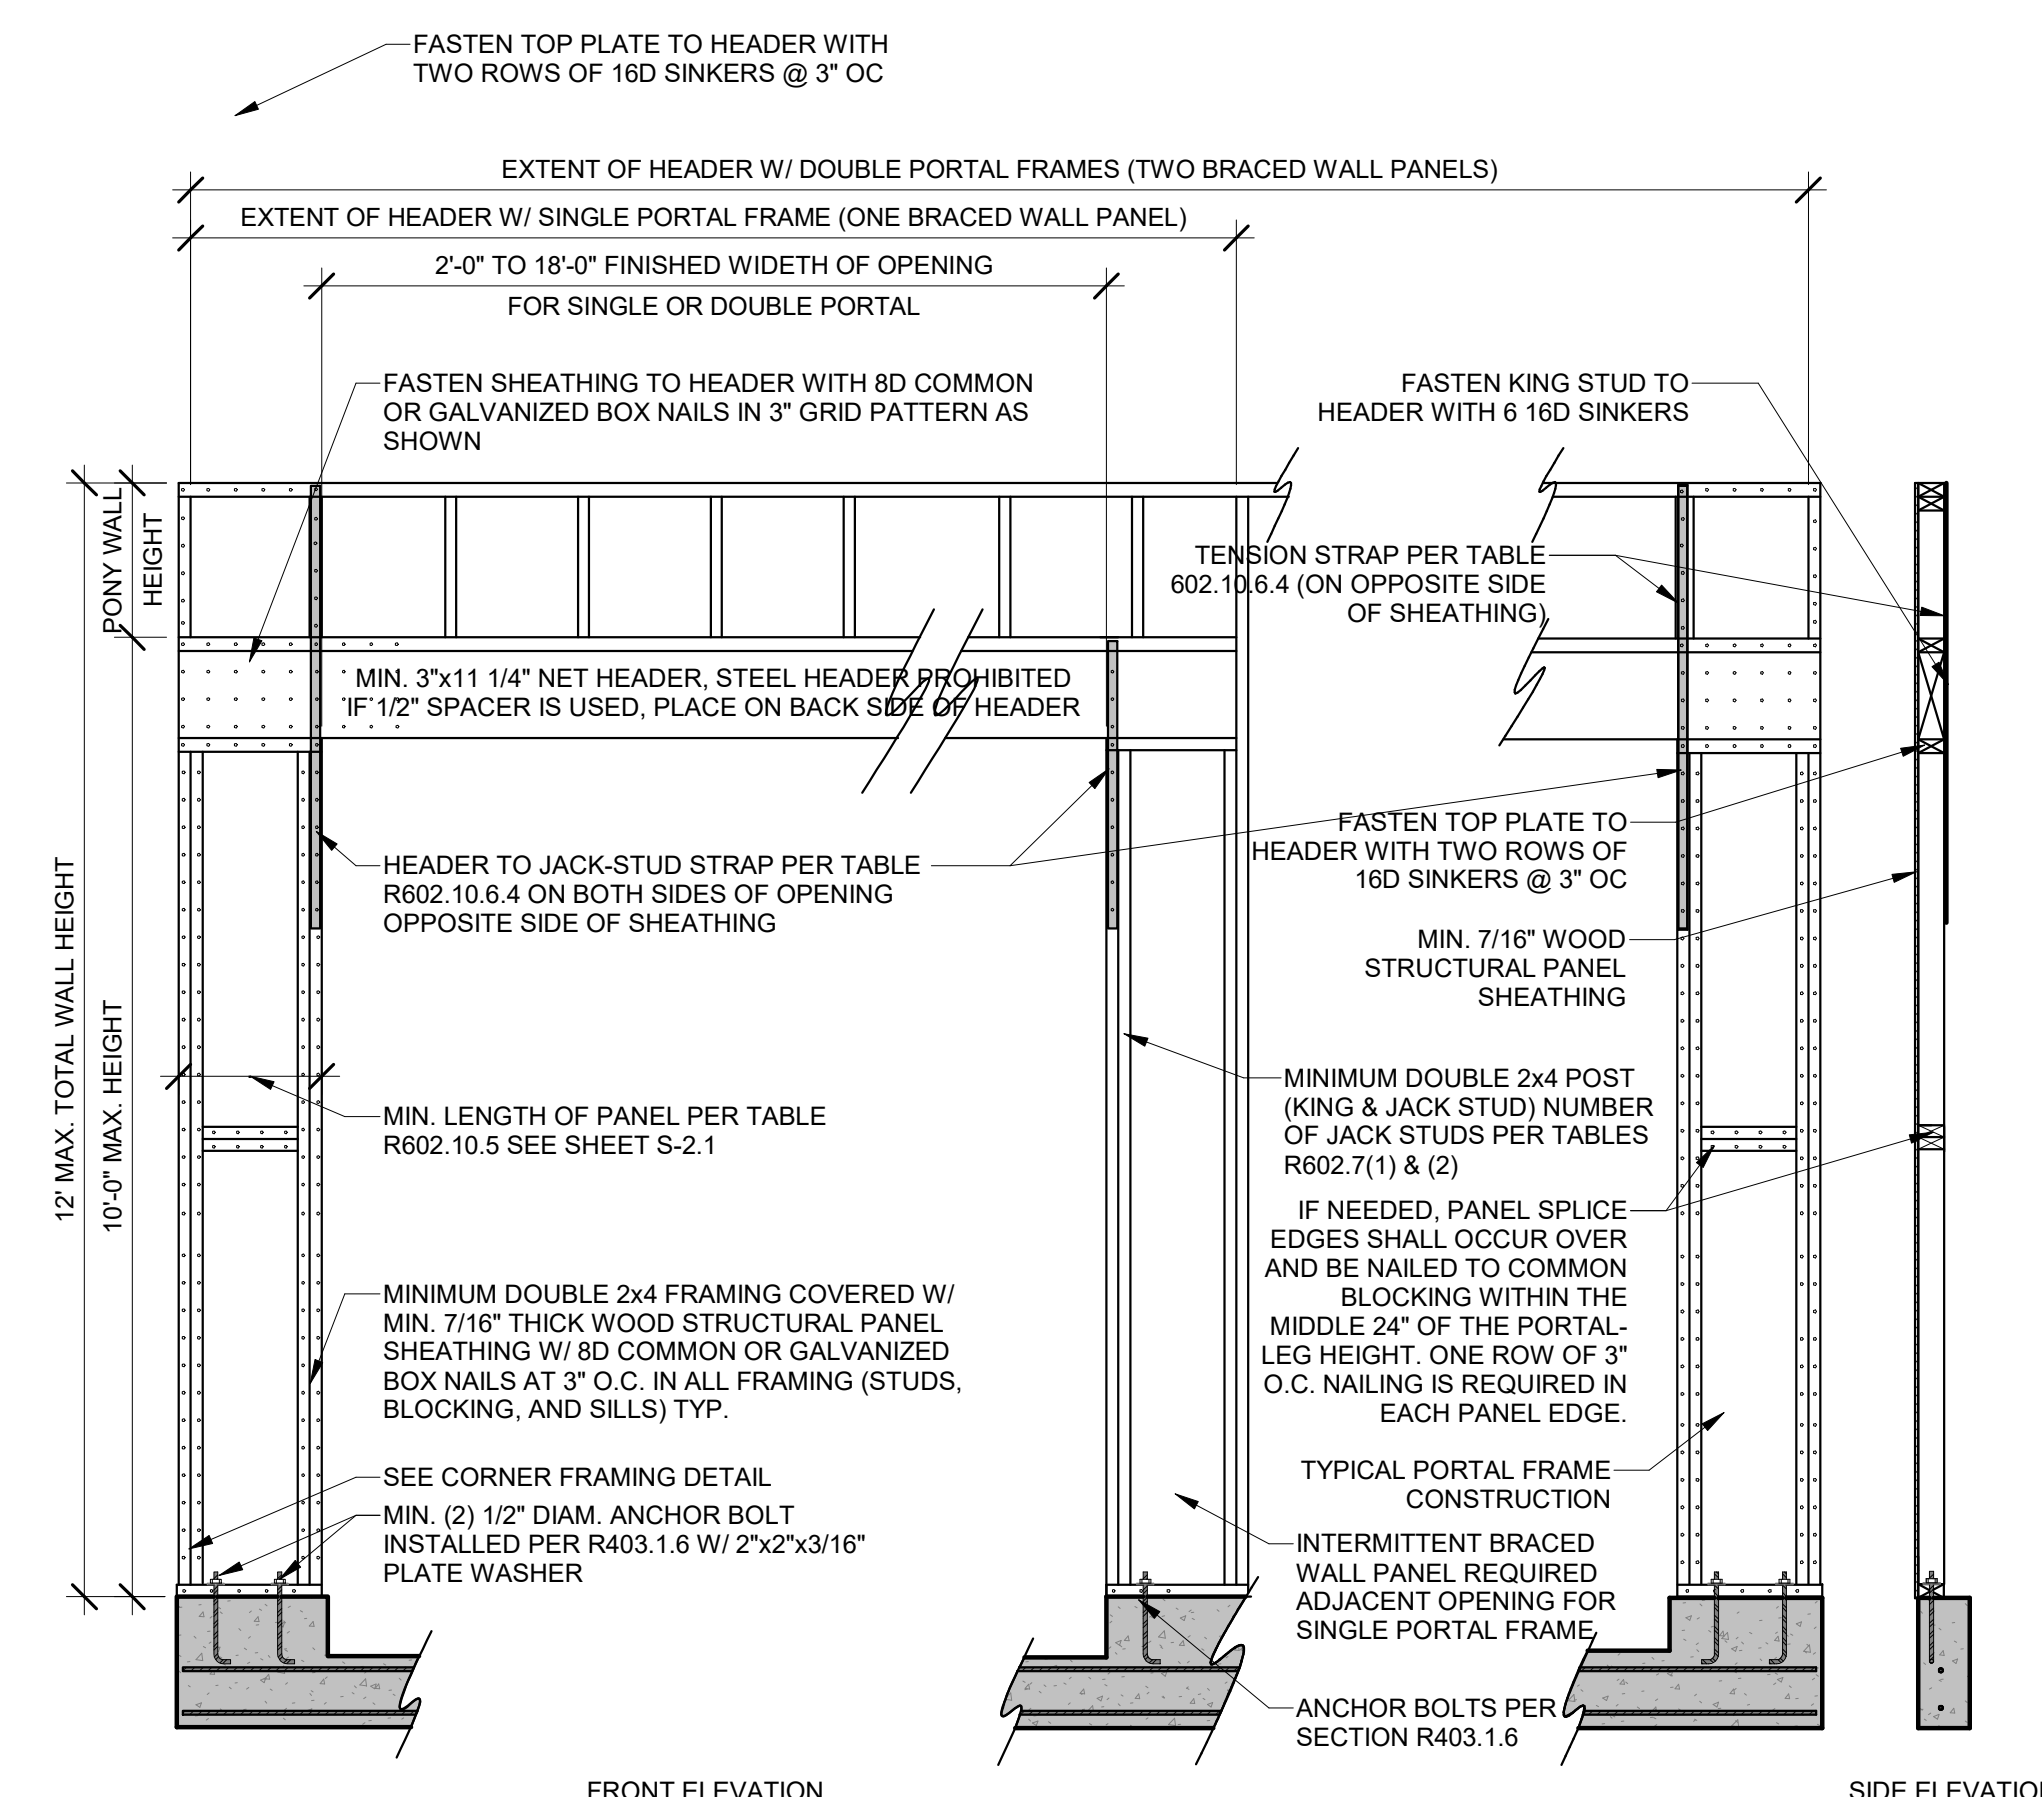 FASTEN TOP PLATE TO HEADER WITH
TWO ROWS OF 16D SINKERS @ 3" OC
EXTENT OF HEADER W/ DOUBLE PORTAL FRAMES (TWO BRACED WALL PANELS)
EXTENT OF HEADER W/ SINGLE PORTAL FRAME (ONE BRACED WALL PANEL)
2'-0" TO 18'-0" FINISHED WIDETH OF OPENING
FOR SINGLE OR DOUBLE PORTAL
FASTEN SHEATHING TO HEADER WITH 8D COMMON
OR GALVANIZED BOX NAILS IN 3" GRID PATTERN AS
SHOWN
FASTEN KING STUD TO
HEADER WITH 6 16D SINKERS
PONY WALL
HEIGHT
TENSION STRAP PER TABLE
602.10.6.4 (ON OPPOSITE SIDE
OF SHEATHING)
MIN. 3"x11 1/4" NET HEADER, STEEL HEADER PROHIBITED
IF 1/2" SPACER IS USED, PLACE ON BACK SIDE OF HEADER
12' MAX. TOTAL WALL HEIGHT
10'-0" MAX. HEIGHT
HEADER TO JACK-STUD STRAP PER TABLE
R602.10.6.4 ON BOTH SIDES OF OPENING
OPPOSITE SIDE OF SHEATHING
FASTEN TOP PLATE TO
HEADER WITH TWO ROWS OF
16D SINKERS @ 3" OC
MIN. 7/16" WOOD
STRUCTURAL PANEL
SHEATHING
MIN. LENGTH OF PANEL PER TABLE
R602.10.5 SEE SHEET S-2.1
MINIMUM DOUBLE 2x4 POST
(KING & JACK STUD) NUMBER
OF JACK STUDS PER TABLES
R602.7(1) & (2)
IF NEEDED, PANEL SPLICE
EDGES SHALL OCCUR OVER
AND BE NAILED TO COMMON
BLOCKING WITHIN THE
MIDDLE 24" OF THE PORTAL-
LEG HEIGHT. ONE ROW OF 3"
O.C. NAILING IS REQUIRED IN
EACH PANEL EDGE.
MINIMUM DOUBLE 2x4 FRAMING COVERED W/
MIN. 7/16" THICK WOOD STRUCTURAL PANEL
SHEATHING W/ 8D COMMON OR GALVANIZED
BOX NAILS AT 3" O.C. IN ALL FRAMING (STUDS,
BLOCKING, AND SILLS) TYP.
SEE CORNER FRAMING DETAIL
MIN. (2) 1/2" DIAM. ANCHOR BOLT
INSTALLED PER R403.1.6 W/ 2"x2"x3/16"
PLATE WASHER
TYPICAL PORTAL FRAME
CONSTRUCTION
INTERMITTENT BRACED
WALL PANEL REQUIRED
ADJACENT OPENING FOR
SINGLE PORTAL FRAME
ANCHOR BOLTS PER
SECTION R403.1.6
FRONT ELEVATION
SIDE ELEVATION